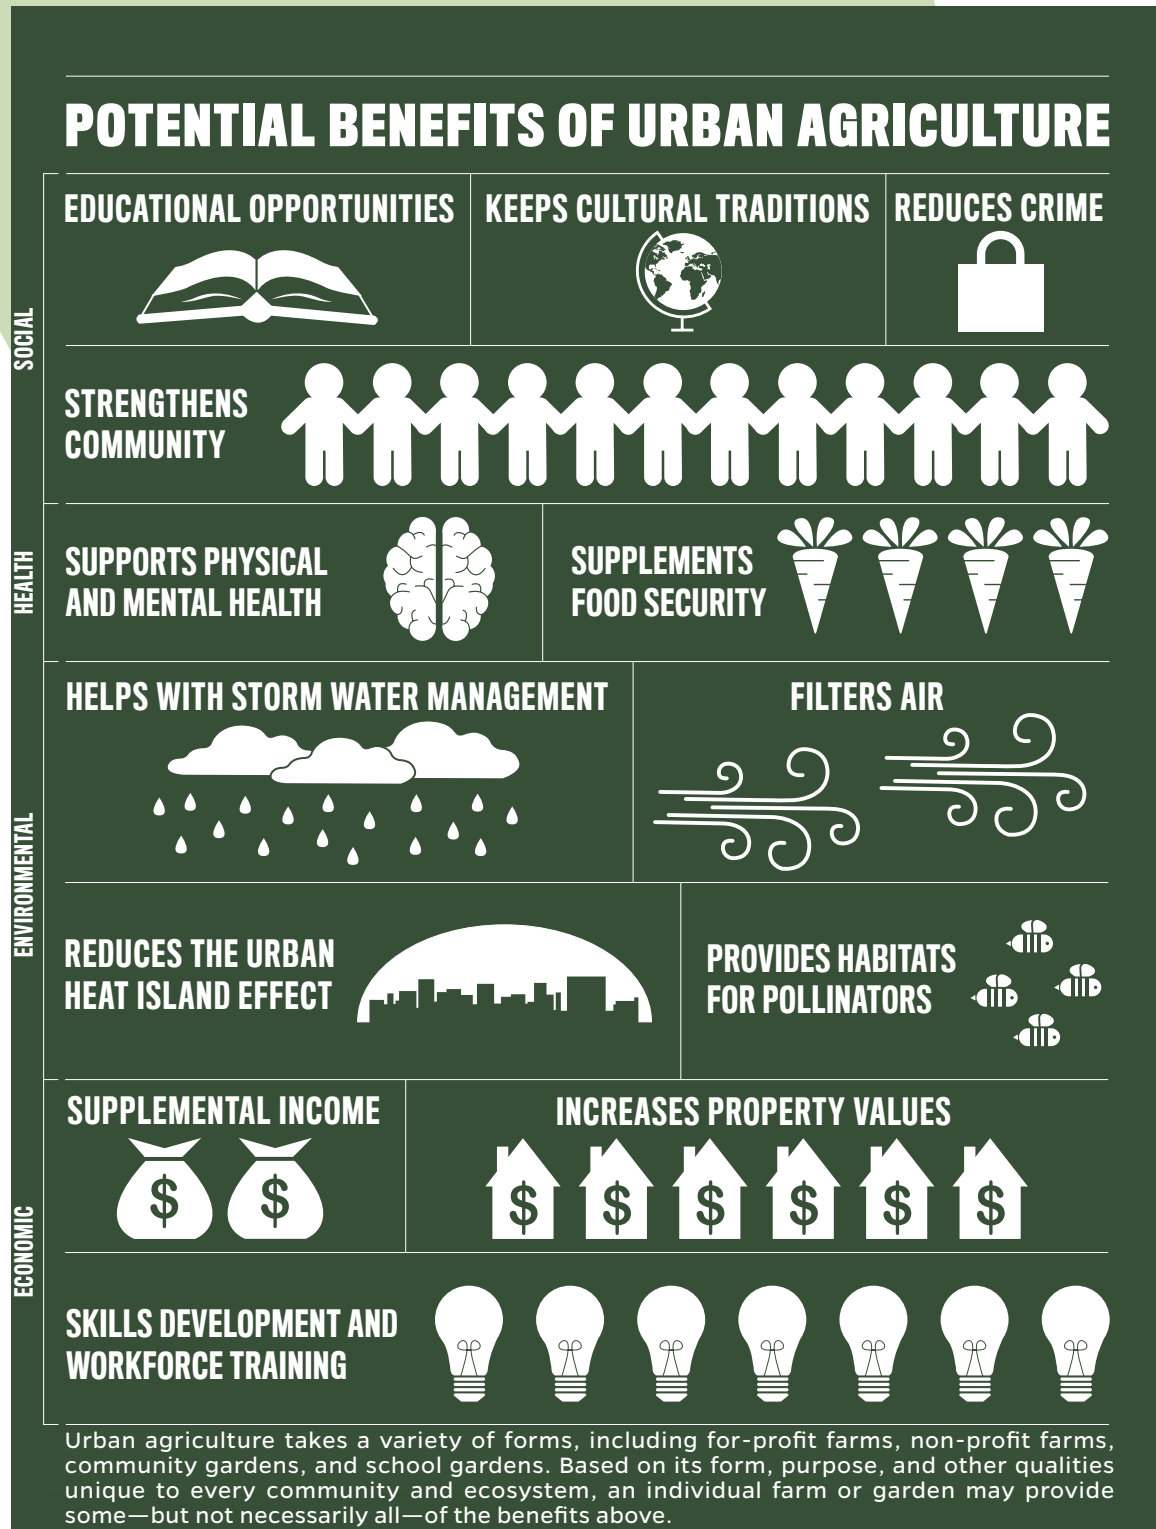 POTENTIAL BENEFITS OF URBAN AGRICULTURE
SOCIAL
EDUCATIONAL OPPORTUNITIES
KEEPS CULTURAL TRADITIONS
REDUCES CRIME
STRENGTHENS
COMMUNITY
HEALTH
SUPPORTS PHYSICAL
AND MENTAL HEALTH
SUPPLEMENTS
FOOD SECURITY
ENVIRONMENTAL
HELPS WITH STORM WATER MANAGEMENT
FILTERS AIR
REDUCES THE URBAN
HEAT ISLAND EFFECT
PROVIDES HABITATS
FOR POLLINATORS
ECONOMIC
SUPPLEMENTAL INCOME
$ $
INCREASES PROPERTY VALUES
$ $ $ $ $ $
SKILLS DEVELOPMENT AND
WORKFORCE TRAINING
Urban agriculture takes a variety of forms, including for-profit farms, non-profit farms,
community gardens, and school gardens. Based on its form, purpose, and other qualities
unique to every community and ecosystem, an individual farm or garden may provide
some—but not necessarily all—of the benefits above.